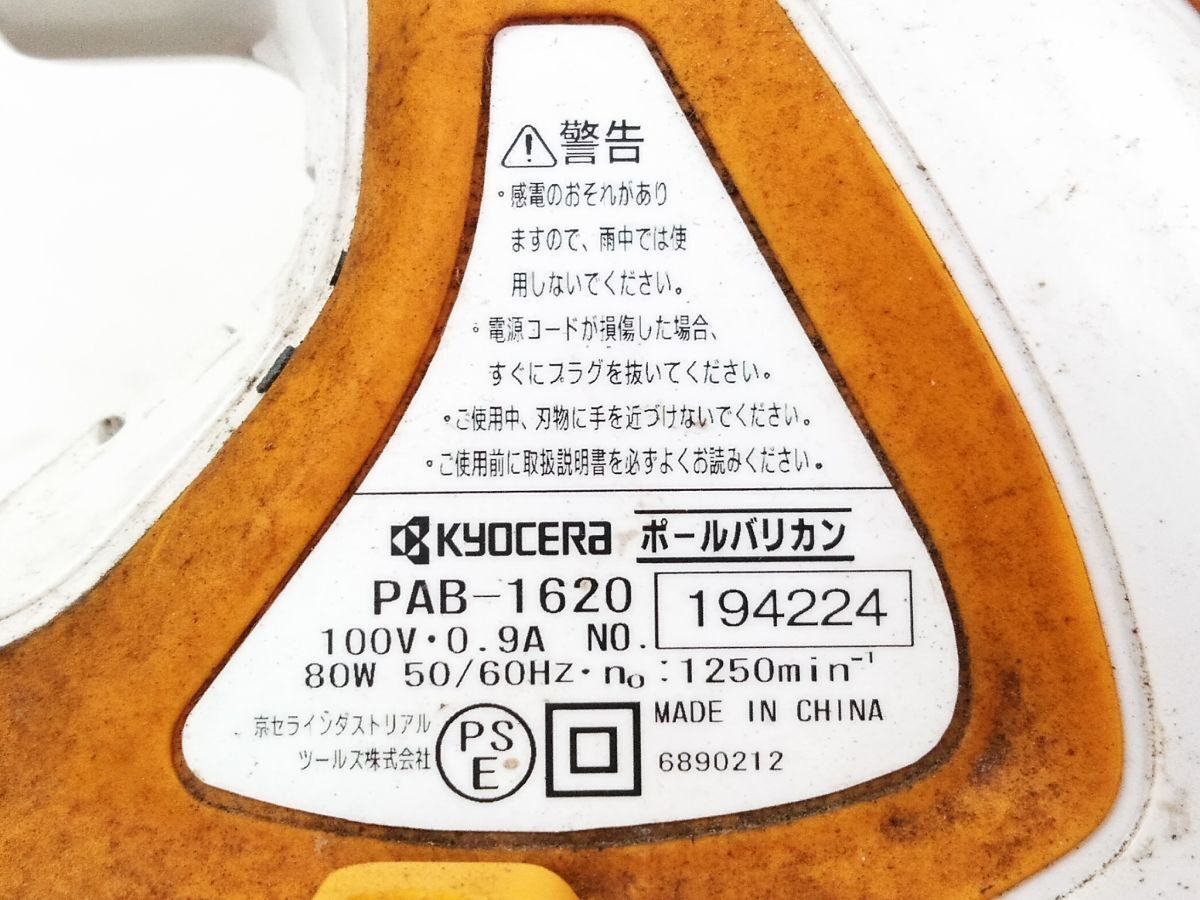 ⚠警告
・感電のおそれがあり
ますので、雨中では使
用しないでください。
・電源コードが損傷した場合、
すぐにプラグを抜いてください。
・ご使用中、刃物に手を近づけないでください。
・ご使用前に取扱説明書を必ずよくお読みください。
KYOCERA ポールバリカン
PAB-1620
194224
100V・0.9A NO.
80W 50/60Hz・n₀:1250min⁻¹
京セラインダストリアル
ツールズ株式会社
PS
E
MADE IN CHINA
6890212